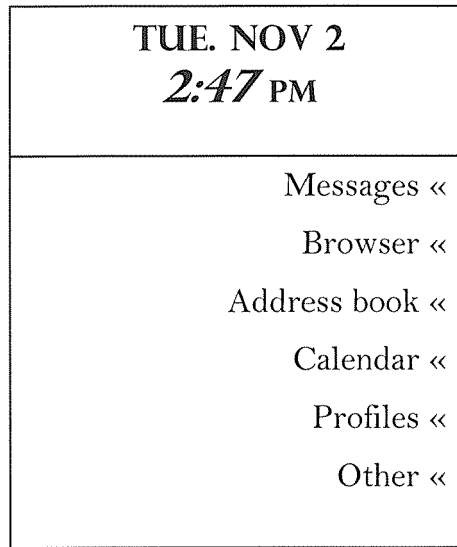 TUE. NOV 2
2:47 PM
Messages «
Browser «
Address book «
Calendar «
Profiles «
Other «